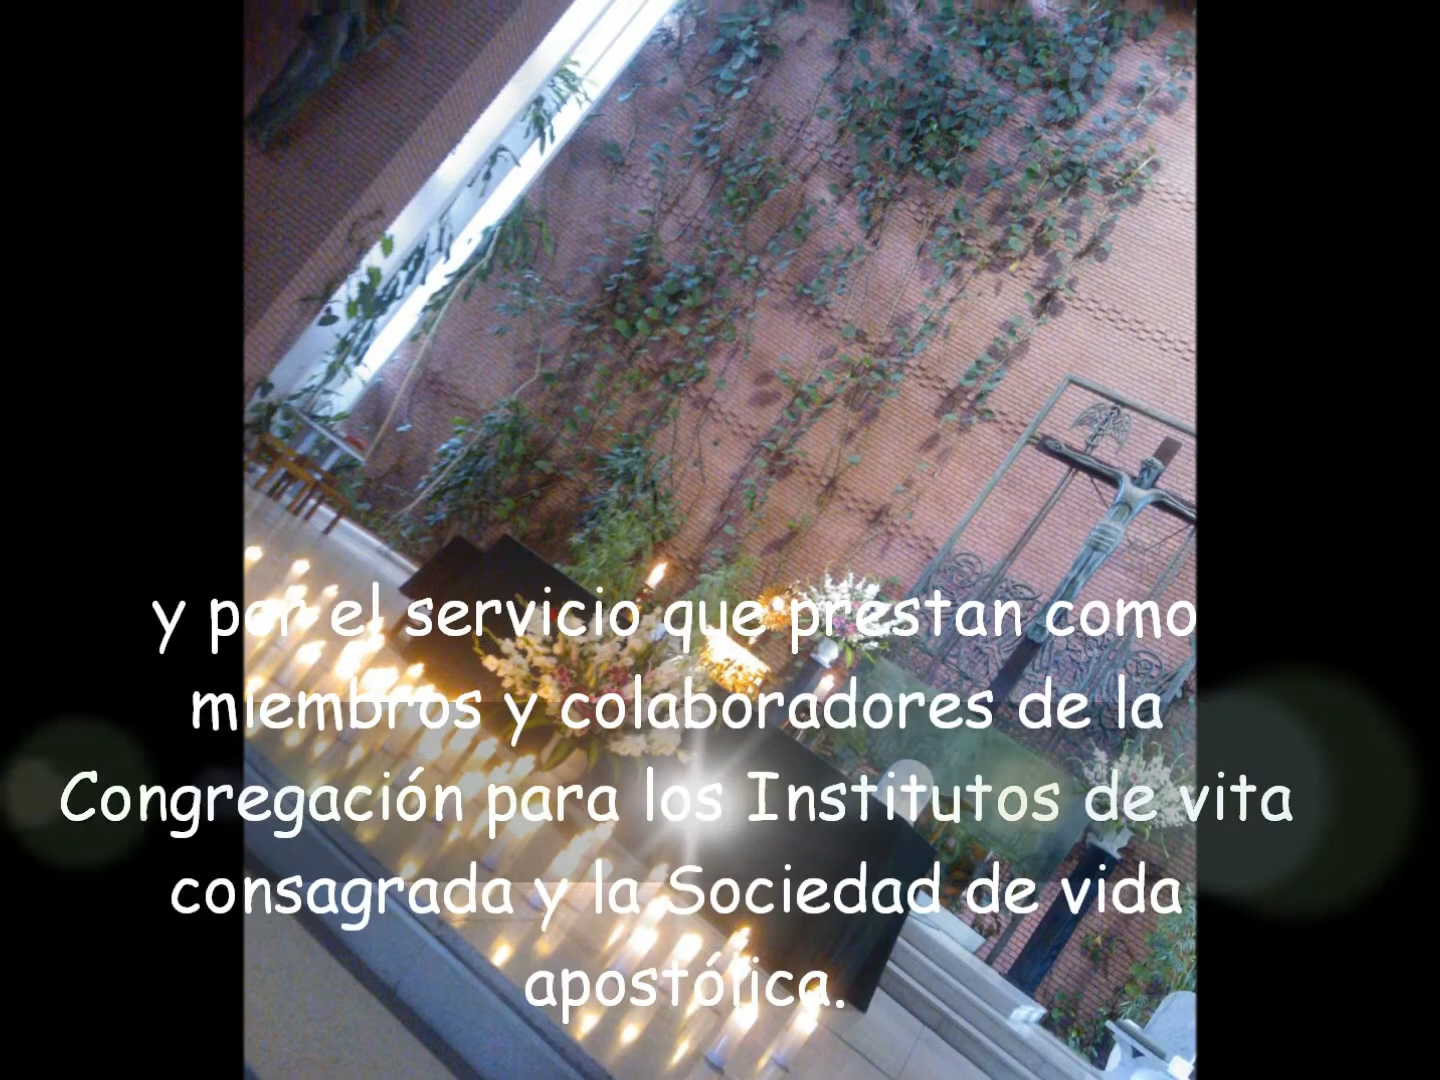 y por el servicio que prestan como
miembros y colaboradores de la
Congregación para los Institutos de vita
consagrada y la Sociedad de vida
apostólica.